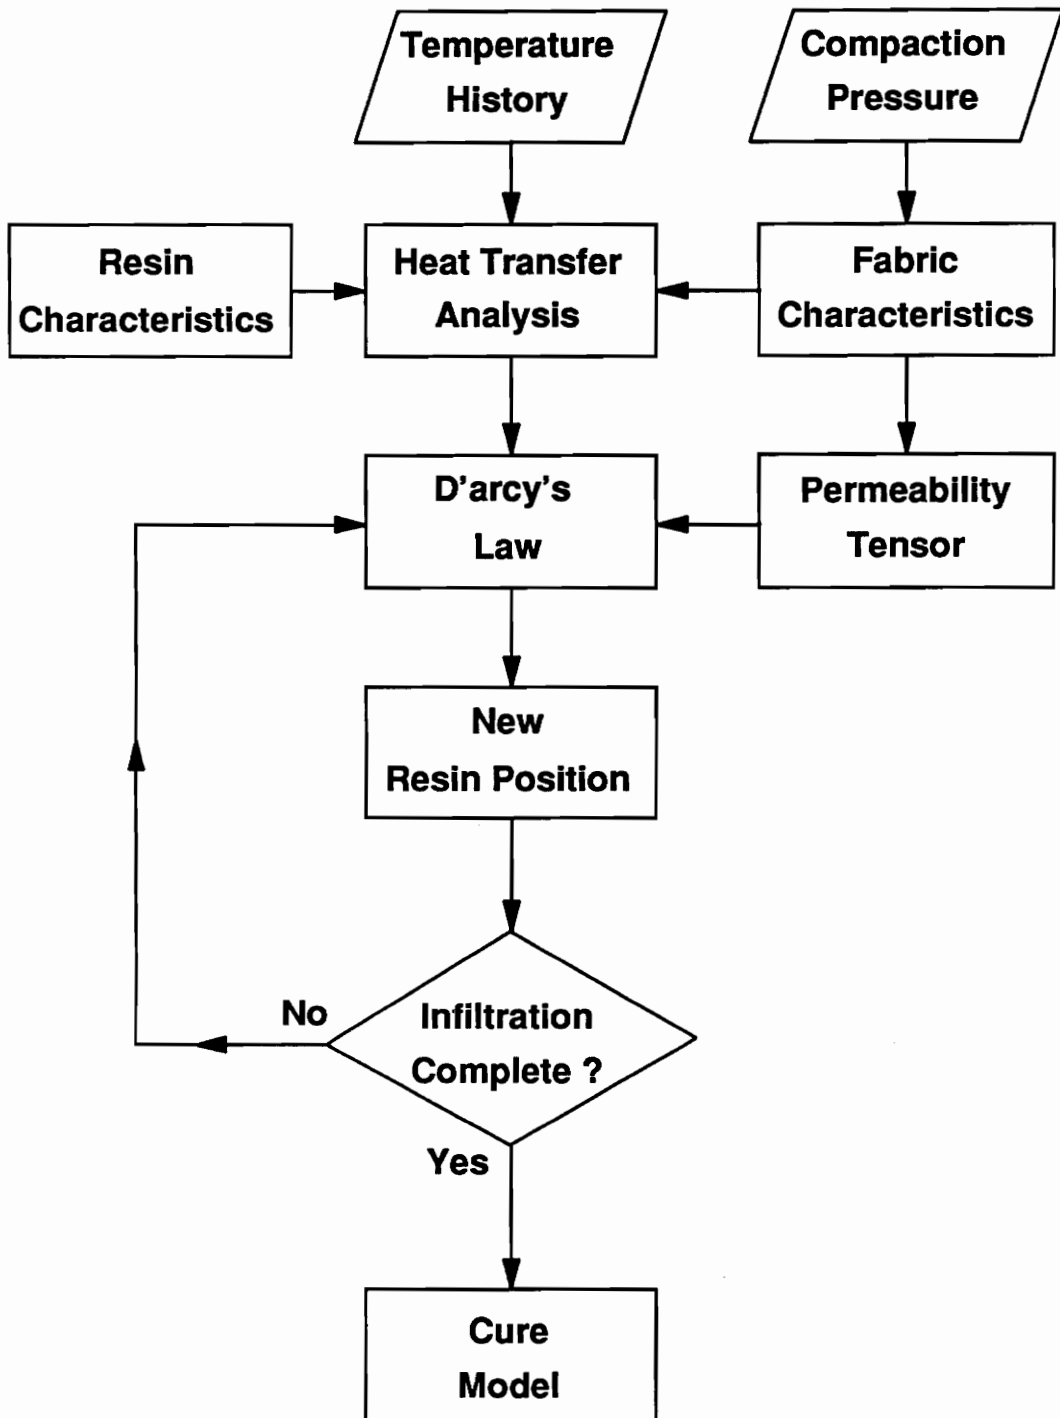 Temperature
History
Compaction
Pressure
Resin
Characteristics
Heat Transfer
Analysis
Fabric
Characteristics
D'arcy's
Law
Permeability
Tensor
New
Resin Position
No
Infiltration
Complete ?
Yes
Cure
Model